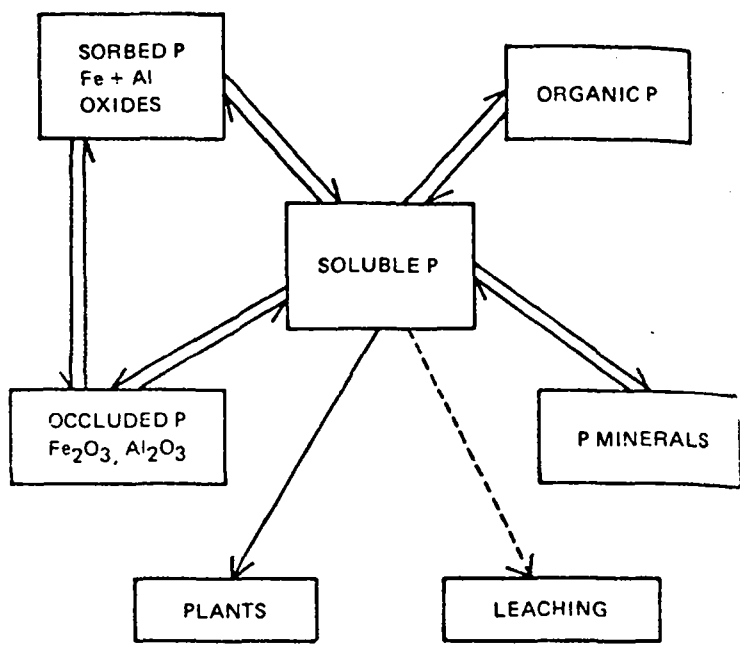 SORBED P
Fe + Al
OXIDES
ORGANIC P
SOLUBLE P
OCCLUDED P
Fe₂O₃, Al₂O₃
P MINERALS
PLANTS
LEACHING